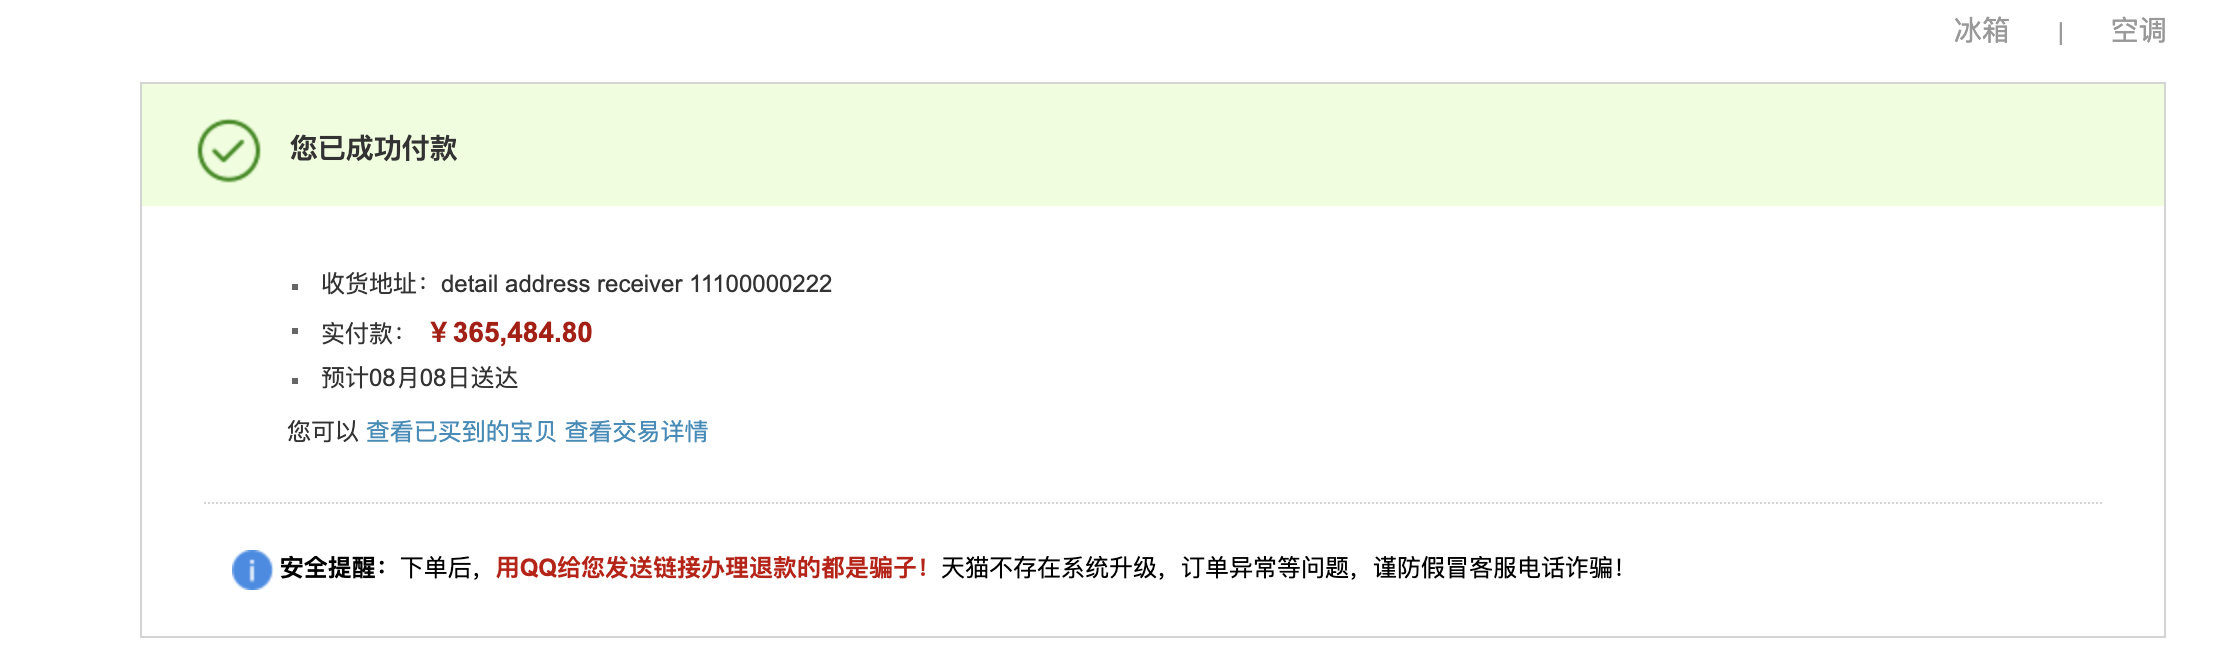 冰箱 | 空调
您已成功付款
收货地址：detail address receiver 11100000222
实付款： ￥365,484.80
预计08月08日送达
您可以 查看已买到的宝贝 查看交易详情
安全提醒：下单后，用QQ给您发送链接办理退款的都是骗子！天猫不存在系统升级，订单异常等问题，谨防假冒客服电话诈骗！